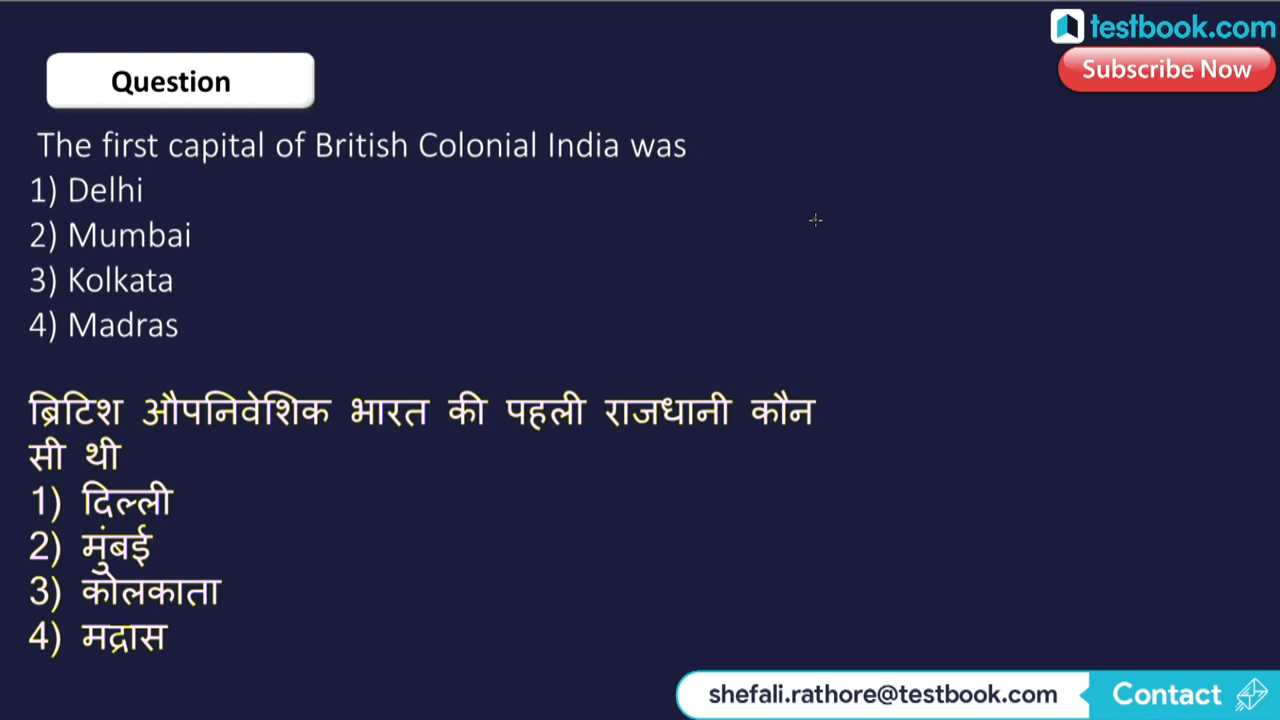 testbook.com
Subscribe Now
Question
The first capital of British Colonial India was
1) Delhi
2) Mumbai
3) Kolkata
4) Madras
ब्रिटिश औपनिवेशिक भारत की पहली राजधानी कौन
सी थी
1) दिल्ली
2) मुंबई
3) कोलकाता
4) मद्रास
shefali.rathore@testbook.com
Contact